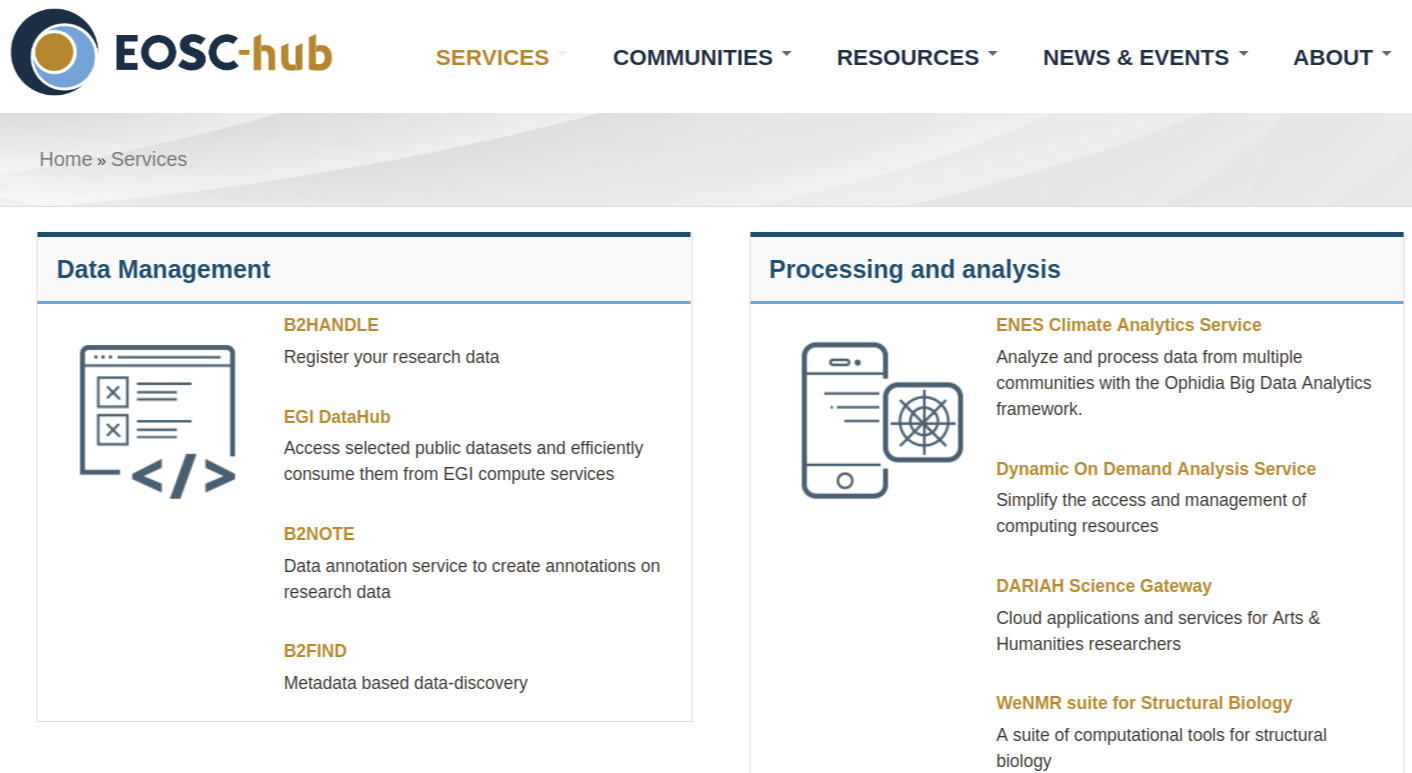 EOSC-hub
SERVICES COMMUNITIES RESOURCES NEWS & EVENTS ABOUT
Home » Services
Data Management
B2HANDLE
Register your research data
EGI DataHub
Access selected public datasets and efficiently
consume them from EGI compute services
B2NOTE
Data annotation service to create annotations on
research data
B2FIND
Metadata based data-discovery
Processing and analysis
ENES Climate Analytics Service
Analyze and process data from multiple
communities with the Ophidia Big Data Analytics
framework.
Dynamic On Demand Analysis Service
Simplify the access and management of
computing resources
DARIAH Science Gateway
Cloud applications and services for Arts &
Humanities researchers
WeNMR suite for Structural Biology
A suite of computational tools for structural
biology